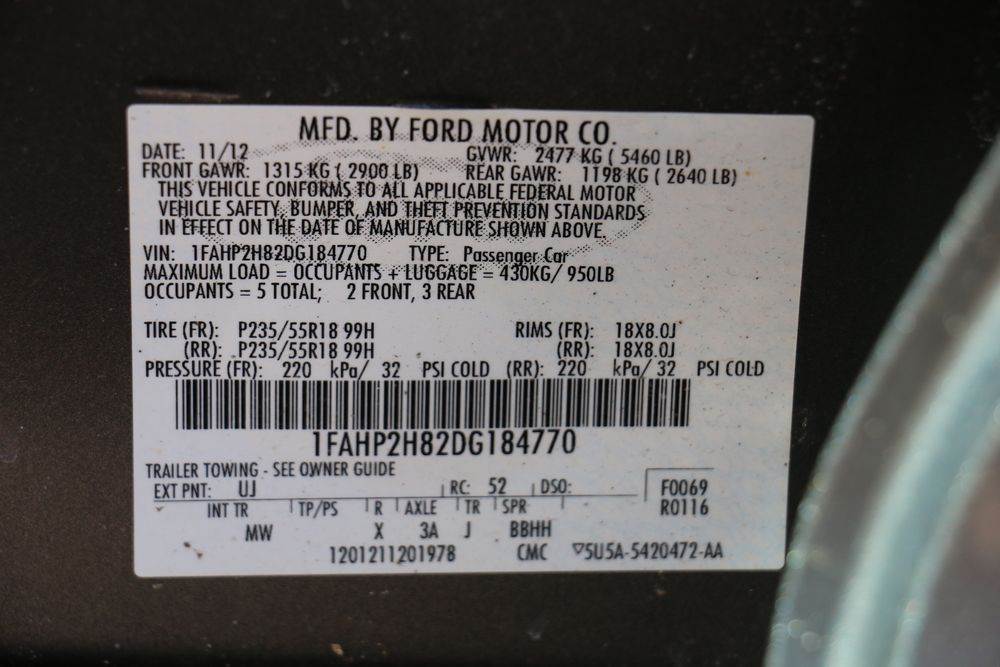 MFD. BY FORD MOTOR CO.
DATE: 11/12 GVWR: 2477 KG ( 5460 LB)
FRONT GAWR: 1315 KG ( 2900 LB) REAR GAWR: 1198 KG ( 2640 LB)
THIS VEHICLE CONFORMS TO ALL APPLICABLE FEDERAL MOTOR
VEHICLE SAFETY, BUMPER, AND THEFT PREVENTION STANDARDS
IN EFFECT ON THE DATE OF MANUFACTURE SHOWN ABOVE.
VIN: 1FAHP2H82DG184770 TYPE: Passenger Car
MAXIMUM LOAD = OCCUPANTS + LUGGAGE = 430KG/ 950LB
OCCUPANTS = 5 TOTAL; 2 FRONT, 3 REAR
TIRE (FR): P235/55R18 99H RIMS (FR): 18X8.0J
(RR): P235/55R18 99H (RR): 18X8.0J
PRESSURE (FR): 220 kPa/ 32 PSI COLD (RR): 220 kPa/ 32 PSI COLD
1FAHP2H82DG184770
TRAILER TOWING - SEE OWNER GUIDE
EXT PNT: UJ RC: 52 DSO: F0069
INT TR TP/PS R AXLE TR SPR R0116
MW X 3A J BBHH
1201211201978 CMC ▽5U5A-5420472-AA